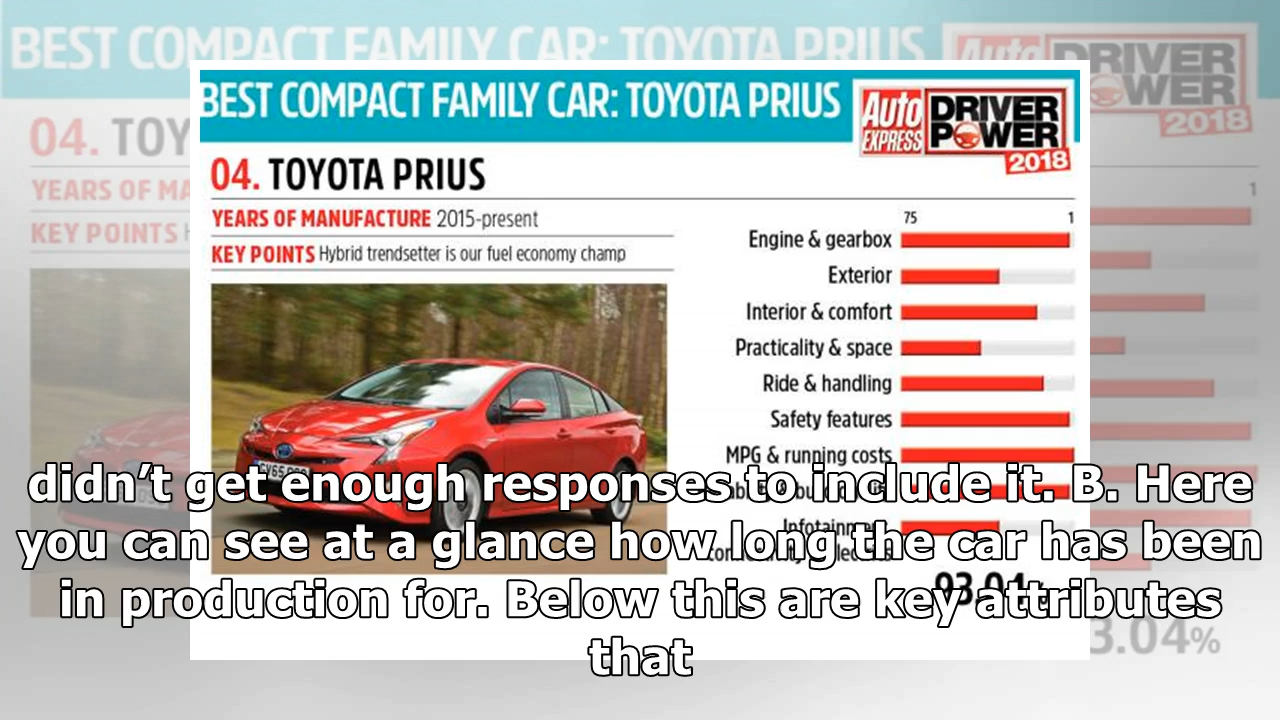 BEST COMPACT FAMILY CAR: TOYOTA PRIUS
Auto EXPRESS DRIVER POWER 2018
04. TOYOTA PRIUS
YEARS OF MANUFACTURE 2015-present
KEY POINTS Hybrid trendsetter is our fuel economy champ
75 1
Engine & gearbox
Exterior
Interior & comfort
Practicality & space
Ride & handling
Safety features
MPG & running costs
93.04%
didn’t get enough responses to include it. B. Here
you can see at a glance how long the car has been
in production for. Below this are key attributes
that